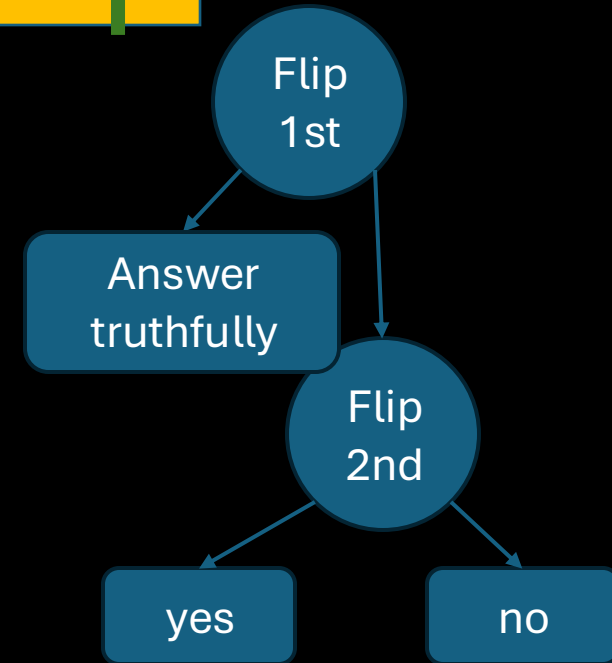 Flip
1st
Answer
truthfully
Flip
2nd
yes
no